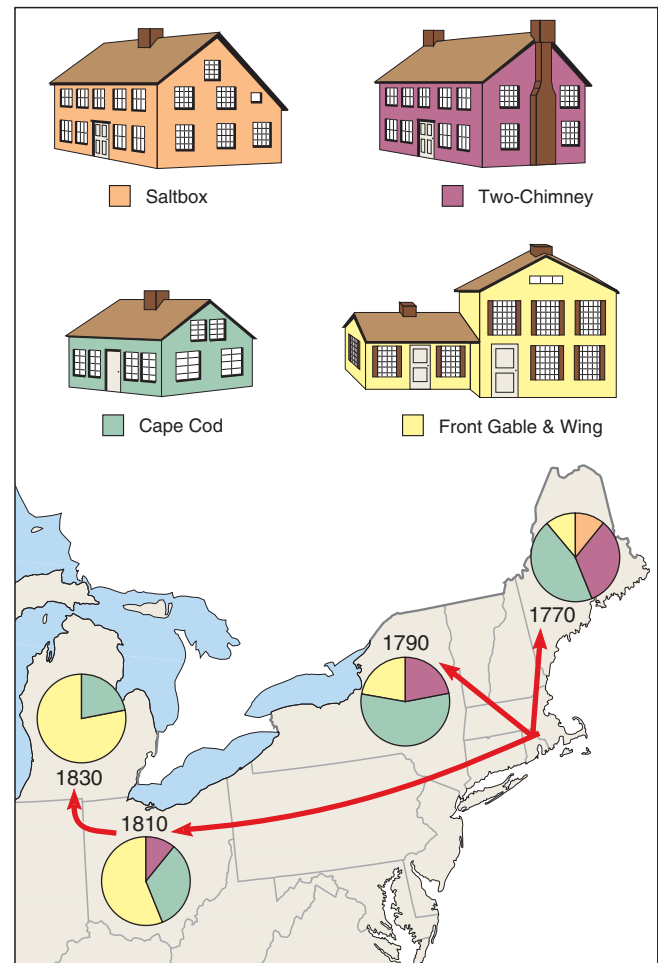 Saltbox
Two-Chimney
Cape Cod
Front Gable & Wing
1770
1790
1830
1810